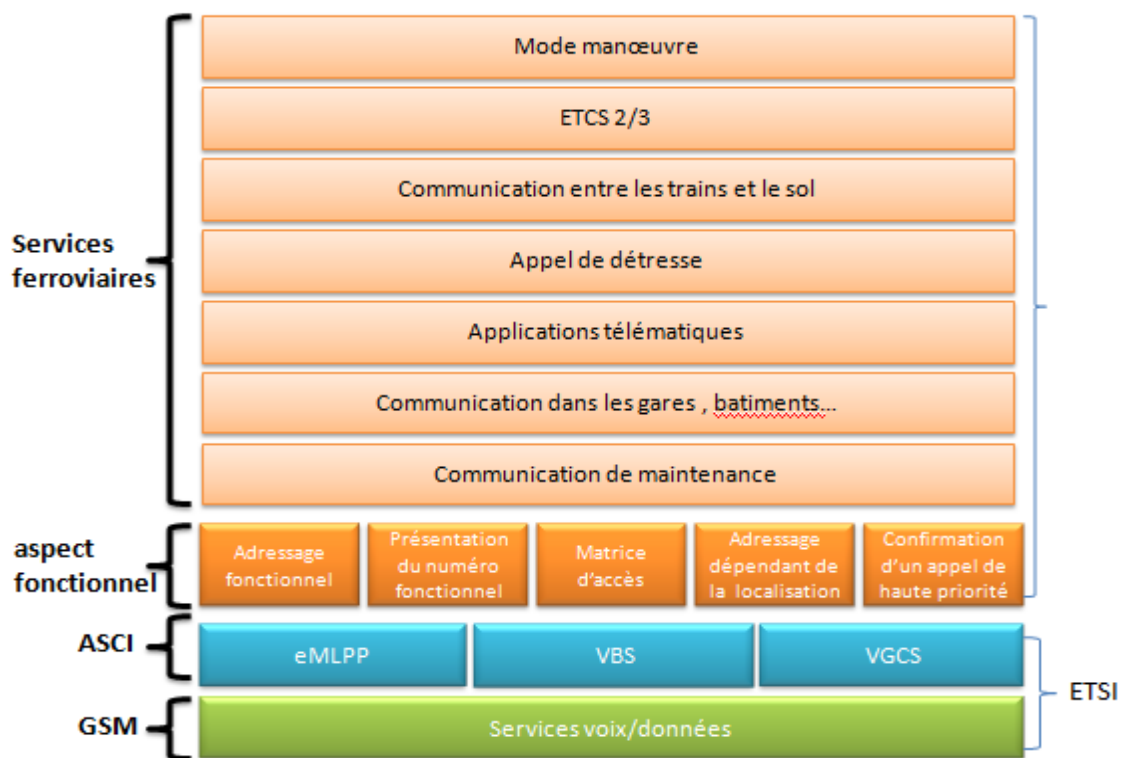 Mode manœuvre
ETCS 2/3
Communication entre les trains et le sol
Services
ferroviaires
Appel de détresse
Applications télématiques
Communication dans les gares , batiments...
Communication de maintenance
aspect
fonctionnel
Adressage
fonctionnel
Présentation
du numéro
fonctionnel
Matrice
d'accès
Adressage
dépendant de
la localisation
Confirmation
d'un appel de
haute priorité
ASCI
eMLPP
VBS
VGCS
ETSI
GSM
Services voix/données